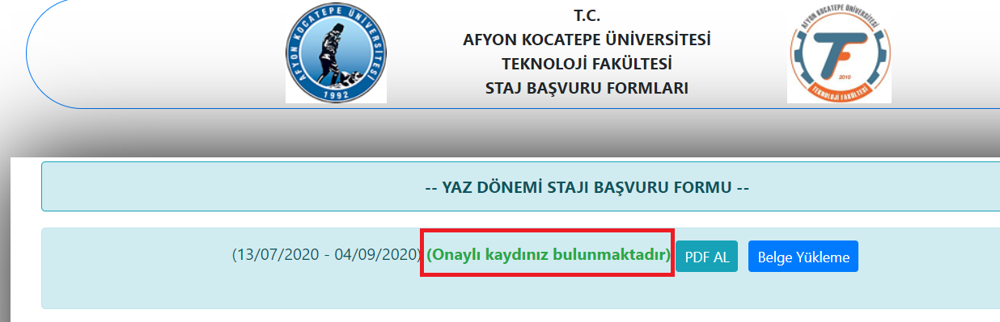 AFYON KOCATEPE ÜNİVERSİTESİ
1992
T.C.
AFYON KOCATEPE ÜNİVERSİTESİ
TEKNOLOJİ FAKÜLTESİ
STAJ BAŞVURU FORMLARI
AFYON KOCATEPE ÜNİVERSİTESİ
2010
TEKNOLOJİ FAKÜLTESİ
-- YAZ DÖNEMİ STAJI BAŞVURU FORMU --
(13/07/2020 - 04/09/2020) (Onaylı kaydınız bulunmaktadır) PDF AL Belge Yükleme